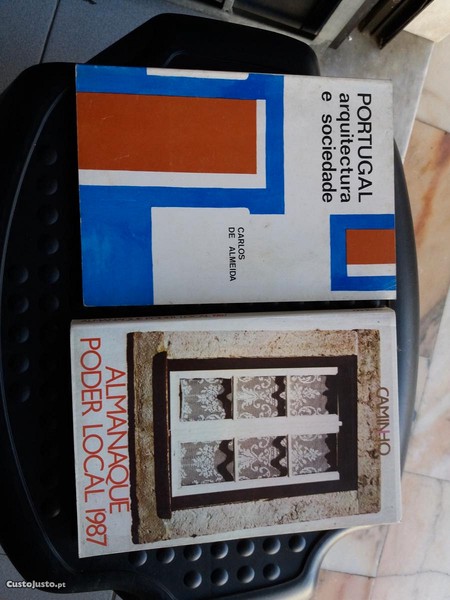 PORTUGAL
arquitectura
e sociedade
CARLOS
DE ALMEIDA
CAMINHO
ALMANAQUE
PODER LOCAL 1987
CustoJusto.pt